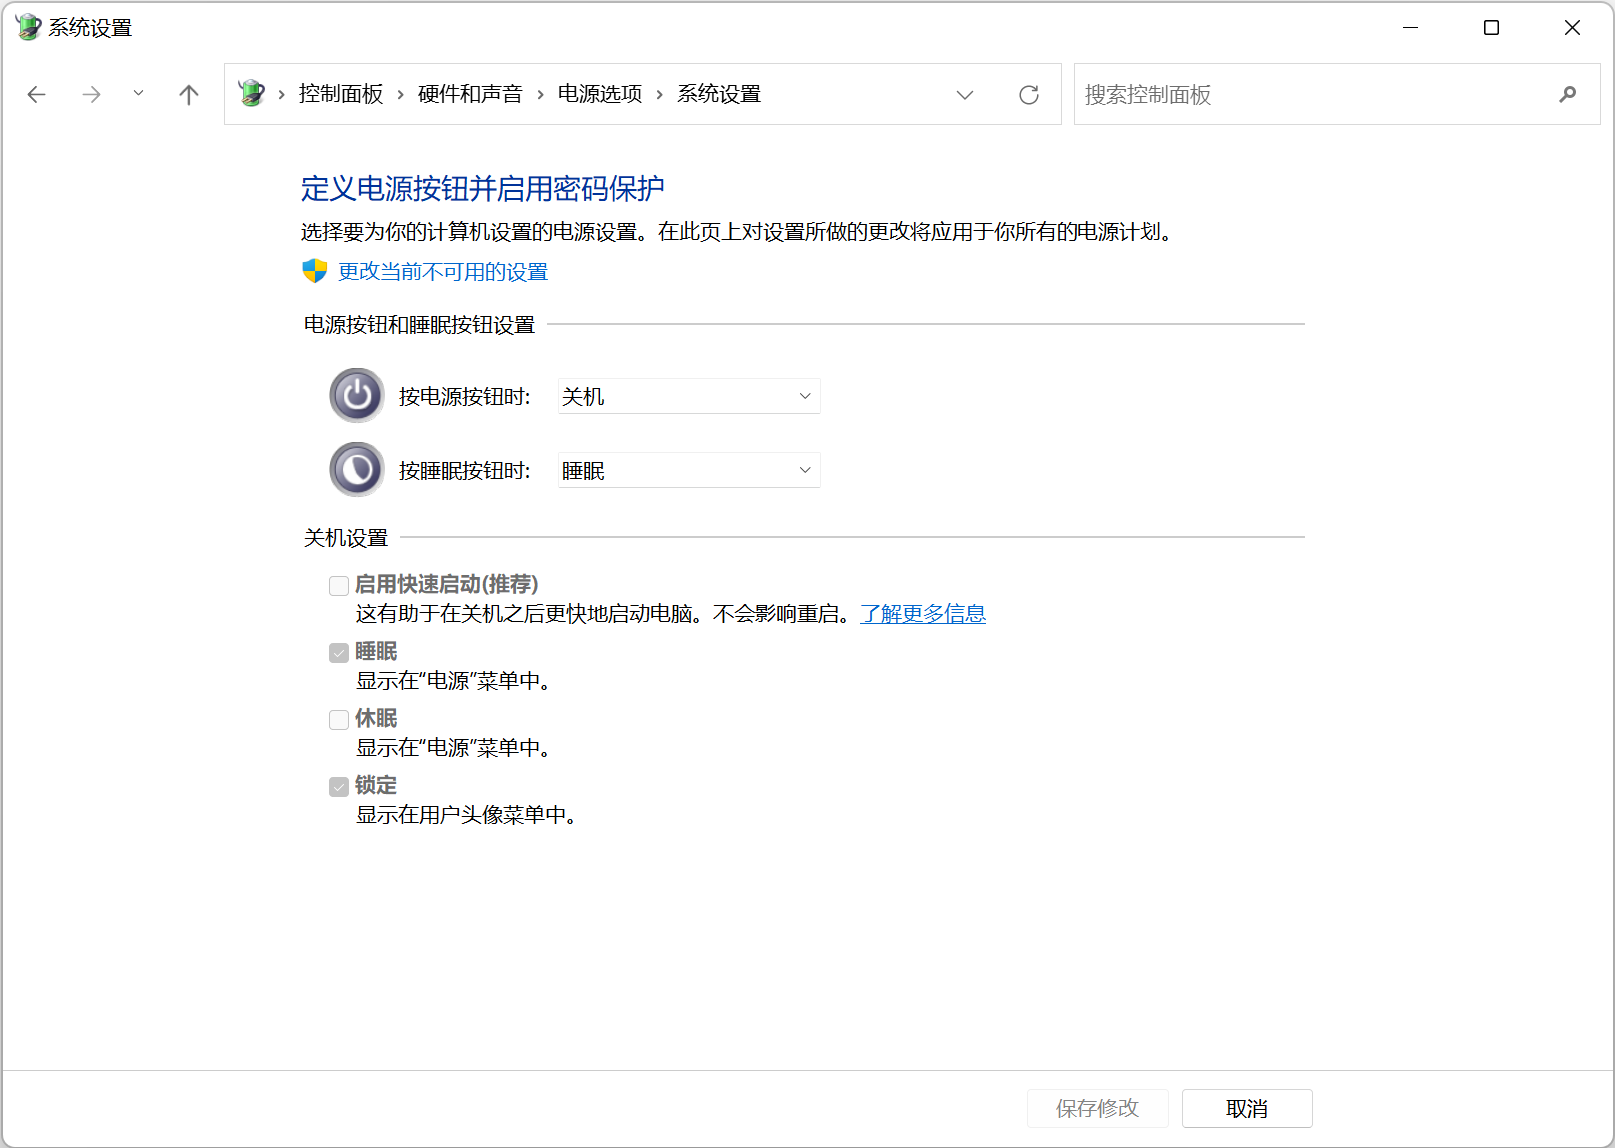 系统设置
控制面板 › 硬件和声音 › 电源选项 › 系统设置
搜索控制面板
定义电源按钮并启用密码保护
选择要为你的计算机设置的电源设置。在此页上对设置所做的更改将应用于你所有的电源计划。
更改当前不可用的设置
电源按钮和睡眠按钮设置
按电源按钮时: 关机
按睡眠按钮时: 睡眠
关机设置
启用快速启动(推荐)
这有助于在关机之后更快地启动电脑。不会影响重启。了解更多信息
睡眠
显示在“电源”菜单中。
休眠
显示在“电源”菜单中。
锁定
显示在用户头像菜单中。
保存修改 取消